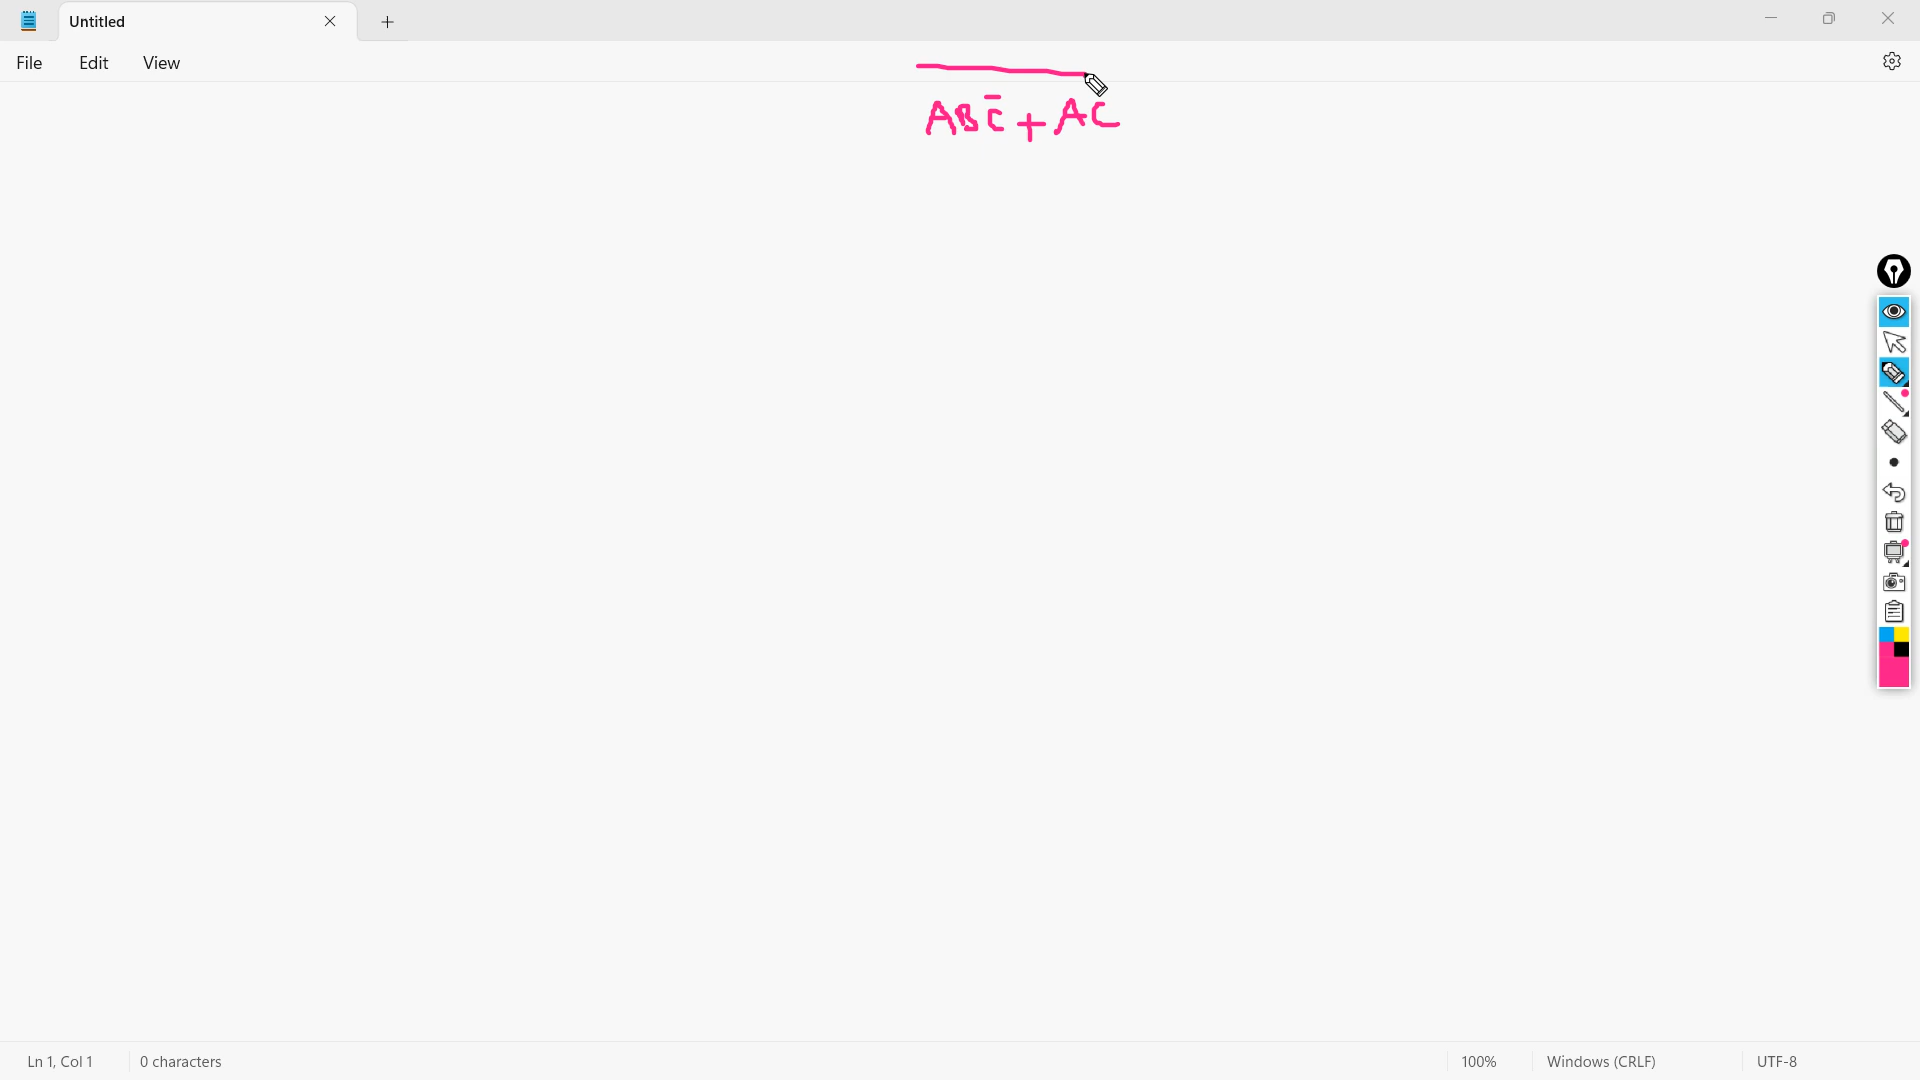 Untitled
File Edit View
ABC̅ + AC
Ln 1, Col 1 0 characters 100% Windows (CRLF) UTF-8